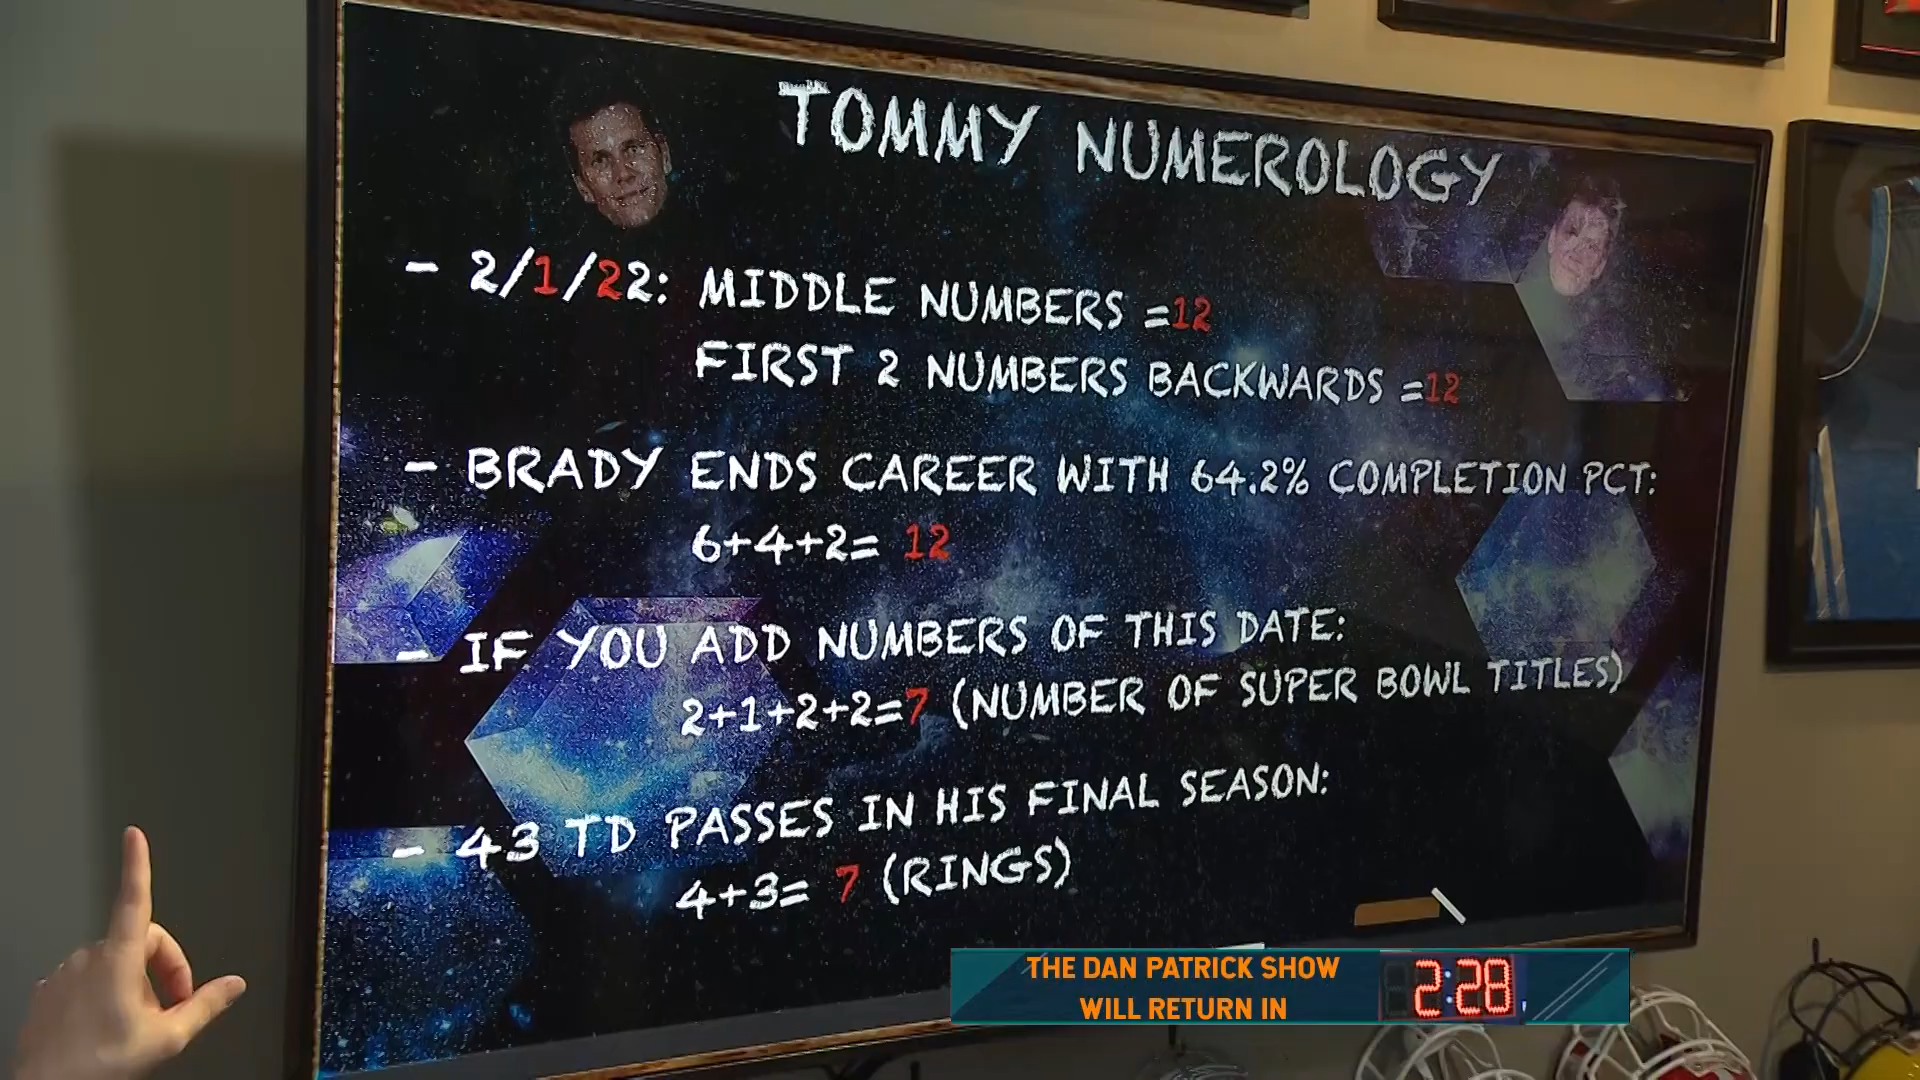 TOMMY NUMEROLOGY
- 2/1/22: MIDDLE NUMBERS =12
FIRST 2 NUMBERS BACKWARDS =12
- BRADY ENDS CAREER WITH 64.2% COMPLETION PCT:
6+4+2= 12
- IF YOU ADD NUMBERS OF THIS DATE:
2+1+2+2=7 (NUMBER OF SUPER BOWL TITLES)
- 43 TD PASSES IN HIS FINAL SEASON:
4+3= 7 (RINGS)
THE DAN PATRICK SHOW
WILL RETURN IN
2:28